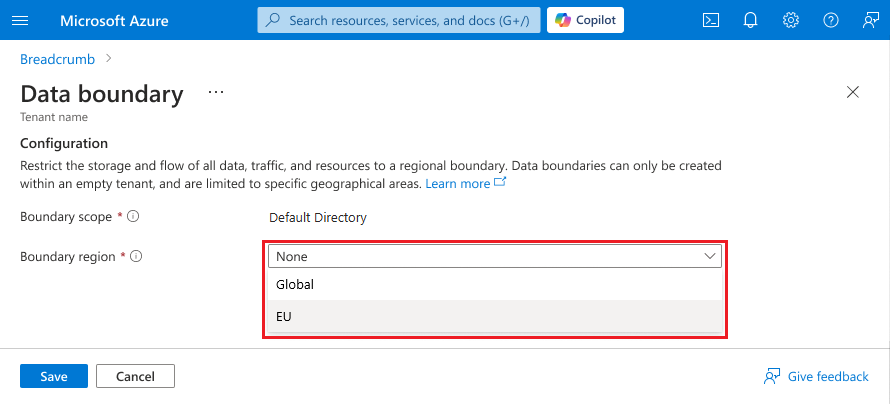 Microsoft Azure
Search resources, services, and docs (G+/)
Copilot
Breadcrumb
Data boundary ...
Tenant name
Configuration
Restrict the storage and flow of all data, traffic, and resources to a regional boundary. Data boundaries can only be created
within an empty tenant, and are limited to specific geographical areas. Learn more
Boundary scope * Default Directory
Boundary region * None
Global
EU
Save Cancel Give feedback